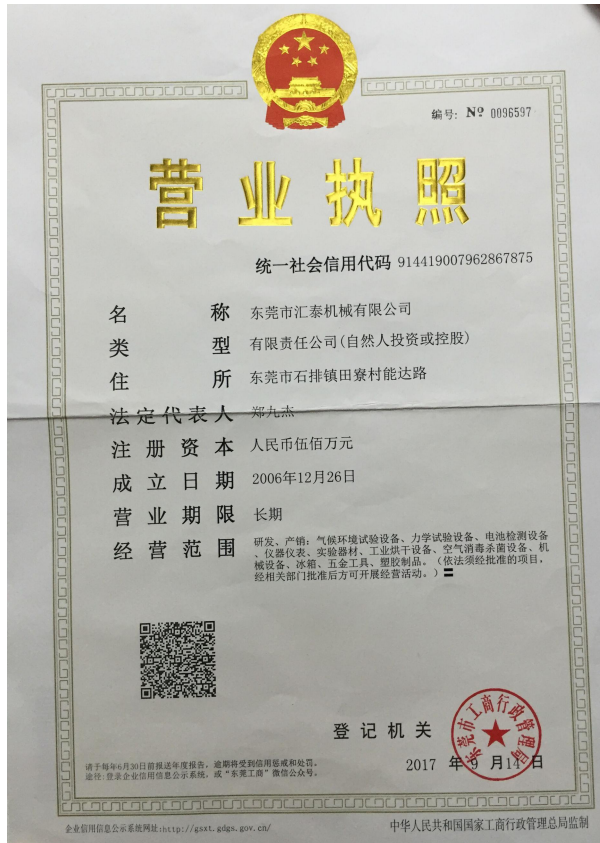 编号: Nº 0096597
营业执照
统一社会信用代码 914419007962867875
名称 东莞市汇泰机械有限公司
类型 有限责任公司(自然人投资或控股)
住所 东莞市石排镇田寮村能达路
法定代表人 郑九杰
注册资本 人民币伍佰万元
成立日期 2006年12月26日
营业期限 长期
经营范围 研发、产销：气候环境试验设备、力学试验设备、电池检测设备
、仪器仪表、实验器材、工业烘干设备、空气消毒杀菌设备、机
械设备、冰箱、五金工具、塑胶制品。（依法须经批准的项目，
经相关部门批准后方可开展经营活动。）〓
登记机关
东莞市工商行政管理局
2017 年 9 月 14 日
请于每年6月30日前报送年度报告，逾期将受到信用惩戒和处罚。
途径：登录企业信用信息公示系统，或“东莞工商”微信公众号。
企业信用信息公示系统网址:http://gsxt.gdgs.gov.cn/
中华人民共和国国家工商行政管理总局监制